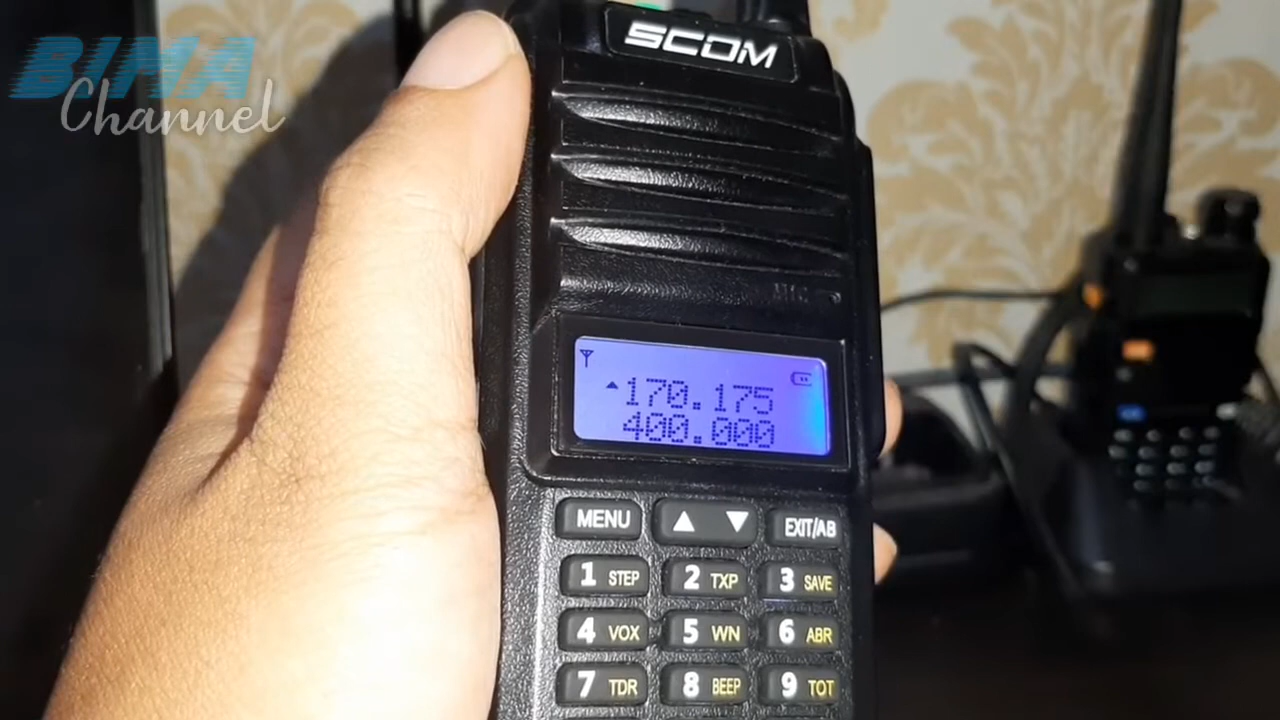 BIMA
Channel
SCOM
MIC
170.175
400.000
MENU
EXIT/AB
1 STEP
2 TXP
3 SAVE
4 VOX
5 WN
6 ABR
7 TDR
8 BEEP
9 TOT